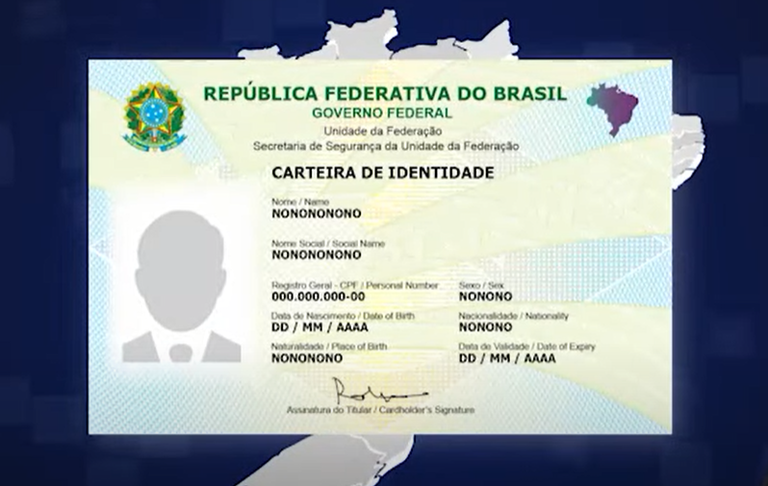 REPÚBLICA FEDERATIVA DO BRASIL
GOVERNO FEDERAL
Unidade da Federação
Secretaria de Segurança da Unidade da Federação
CARTEIRA DE IDENTIDADE
Nome / Name
NONONONONO
Nome Social / Social Name
NONONONONO
Registro Geral - CPF / Personal Number Sexo / Sex
000.000.000-00 NONONO
Data de Nascimento / Date of Birth Nacionalidade / Nationality
DD / MM / AAAA NONONO
Naturalidade / Place of Birth Data de Validade / Date of Expiry
NONONONO DD / MM / AAAA
Assinatura do Titular / Cardholder's Signature